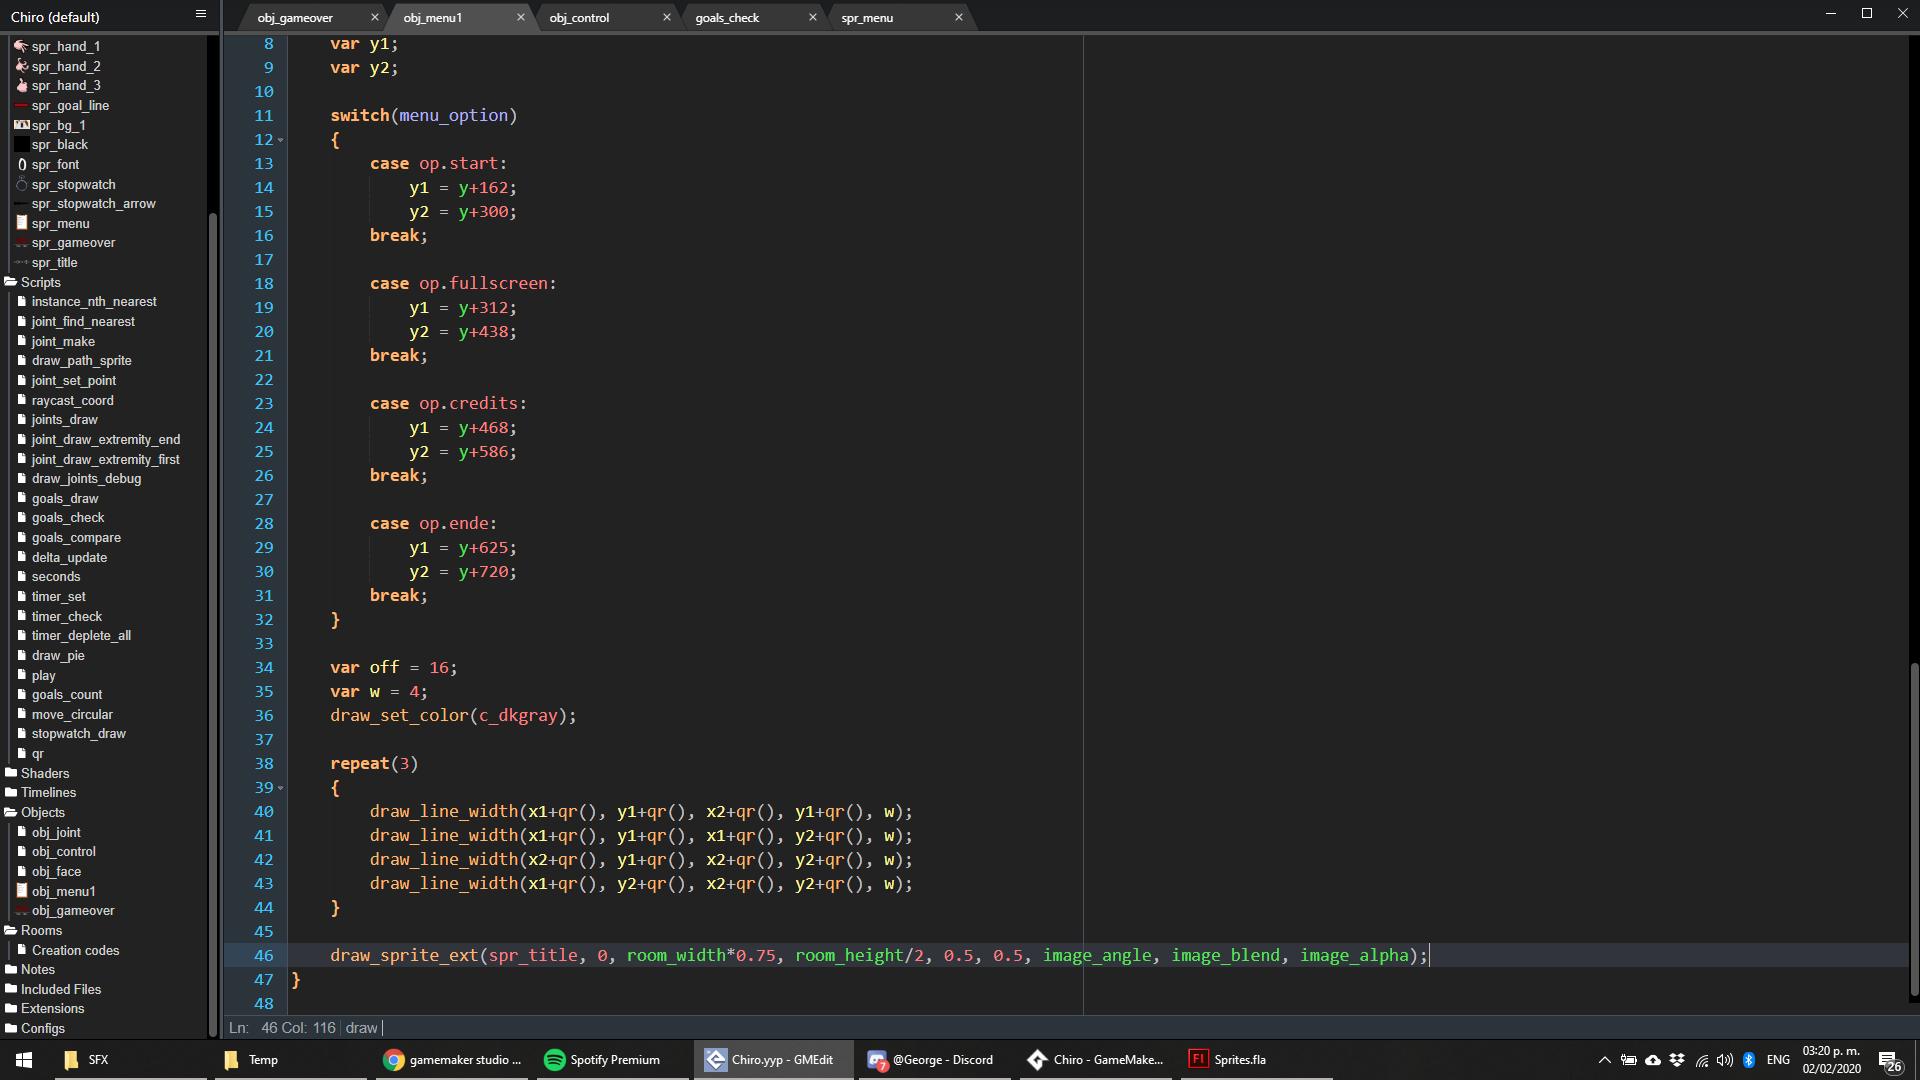 Chiro (default)
obj_gameover × obj_menu1 × obj_control × goals_check × spr_menu ×
spr_hand_1
spr_hand_2
spr_hand_3
spr_goal_line
spr_bg_1
spr_black
spr_font
spr_stopwatch
spr_stopwatch_arrow
spr_menu
spr_gameover
spr_title
Scripts
instance_nth_nearest
joint_find_nearest
joint_make
draw_path_sprite
joint_set_point
raycast_coord
joints_draw
joint_draw_extremity_end
joint_draw_extremity_first
draw_joints_debug
goals_draw
goals_check
goals_compare
delta_update
seconds
timer_set
timer_check
timer_deplete_all
draw_pie
play
goals_count
move_circular
stopwatch_draw
qr
Shaders
Timelines
Objects
obj_joint
obj_control
obj_face
obj_menu1
obj_gameover
Rooms
Creation codes
Notes
Included Files
Extensions
Configs
8 var y1;
9 var y2;
10
11 switch(menu_option)
12 {
13 case op.start:
14 y1 = y+162;
15 y2 = y+300;
16 break;
17
18 case op.fullscreen:
19 y1 = y+312;
20 y2 = y+438;
21 break;
22
23 case op.credits:
24 y1 = y+468;
25 y2 = y+586;
26 break;
27
28 case op.ende:
29 y1 = y+625;
30 y2 = y+720;
31 break;
32 }
33
34 var off = 16;
35 var w = 4;
36 draw_set_color(c_dkgray);
37
38 repeat(3)
39 {
40 draw_line_width(x1+qr(), y1+qr(), x2+qr(), y1+qr(), w);
41 draw_line_width(x1+qr(), y1+qr(), x1+qr(), y2+qr(), w);
42 draw_line_width(x2+qr(), y1+qr(), x2+qr(), y2+qr(), w);
43 draw_line_width(x1+qr(), y2+qr(), x2+qr(), y2+qr(), w);
44 }
45
46 draw_sprite_ext(spr_title, 0, room_width*0.75, room_height/2, 0.5, 0.5, image_angle, image_blend, image_alpha);
47 }
48
Ln: 46 Col: 116 draw
SFX
Temp
gamemaker studio ...
Spotify Premium
Chiro.yyp - GMEdit
7
@George - Discord
Chiro - GameMake...
Fl
Sprites.fla
ENG
03:20 p. m.
02/02/2020
26